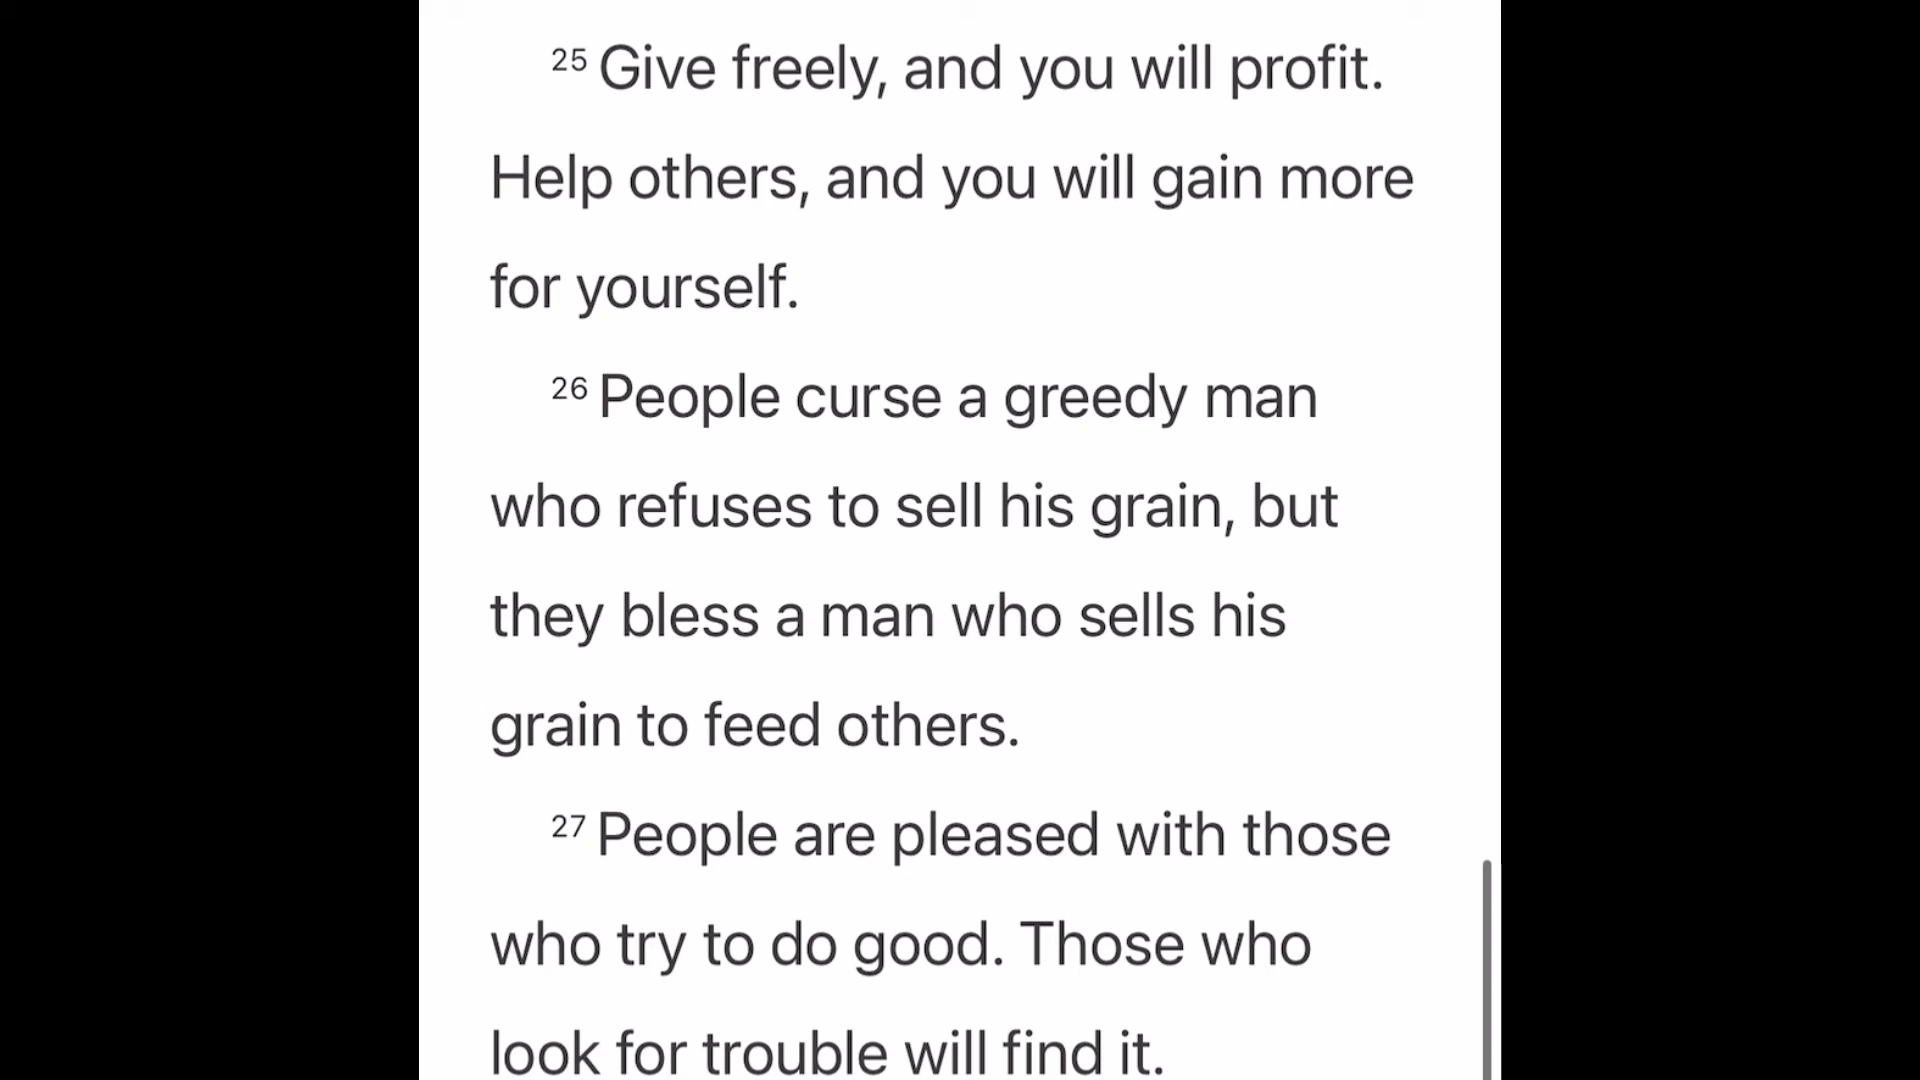 25 Give freely, and you will profit.
Help others, and you will gain more
for yourself.
26 People curse a greedy man
who refuses to sell his grain, but
they bless a man who sells his
grain to feed others.
27 People are pleased with those
who try to do good. Those who
look for trouble will find it.